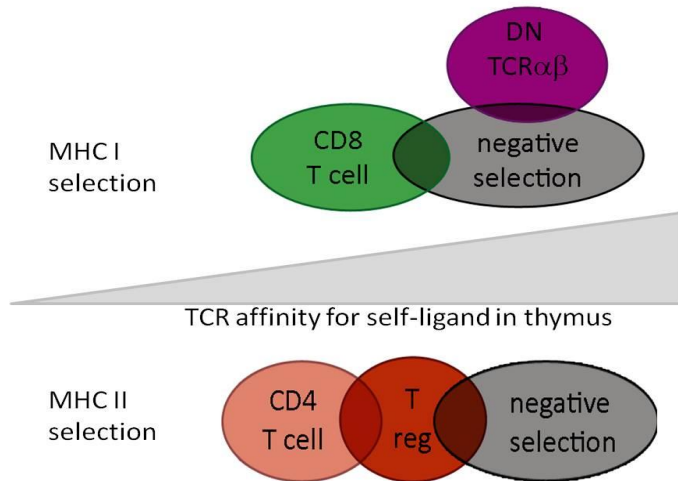 DN
TCRαβ
MHC I
selection
CD8
T cell
negative
selection
TCR affinity for self-ligand in thymus
MHC II
selection
CD4
T cell
T
reg
negative
selection